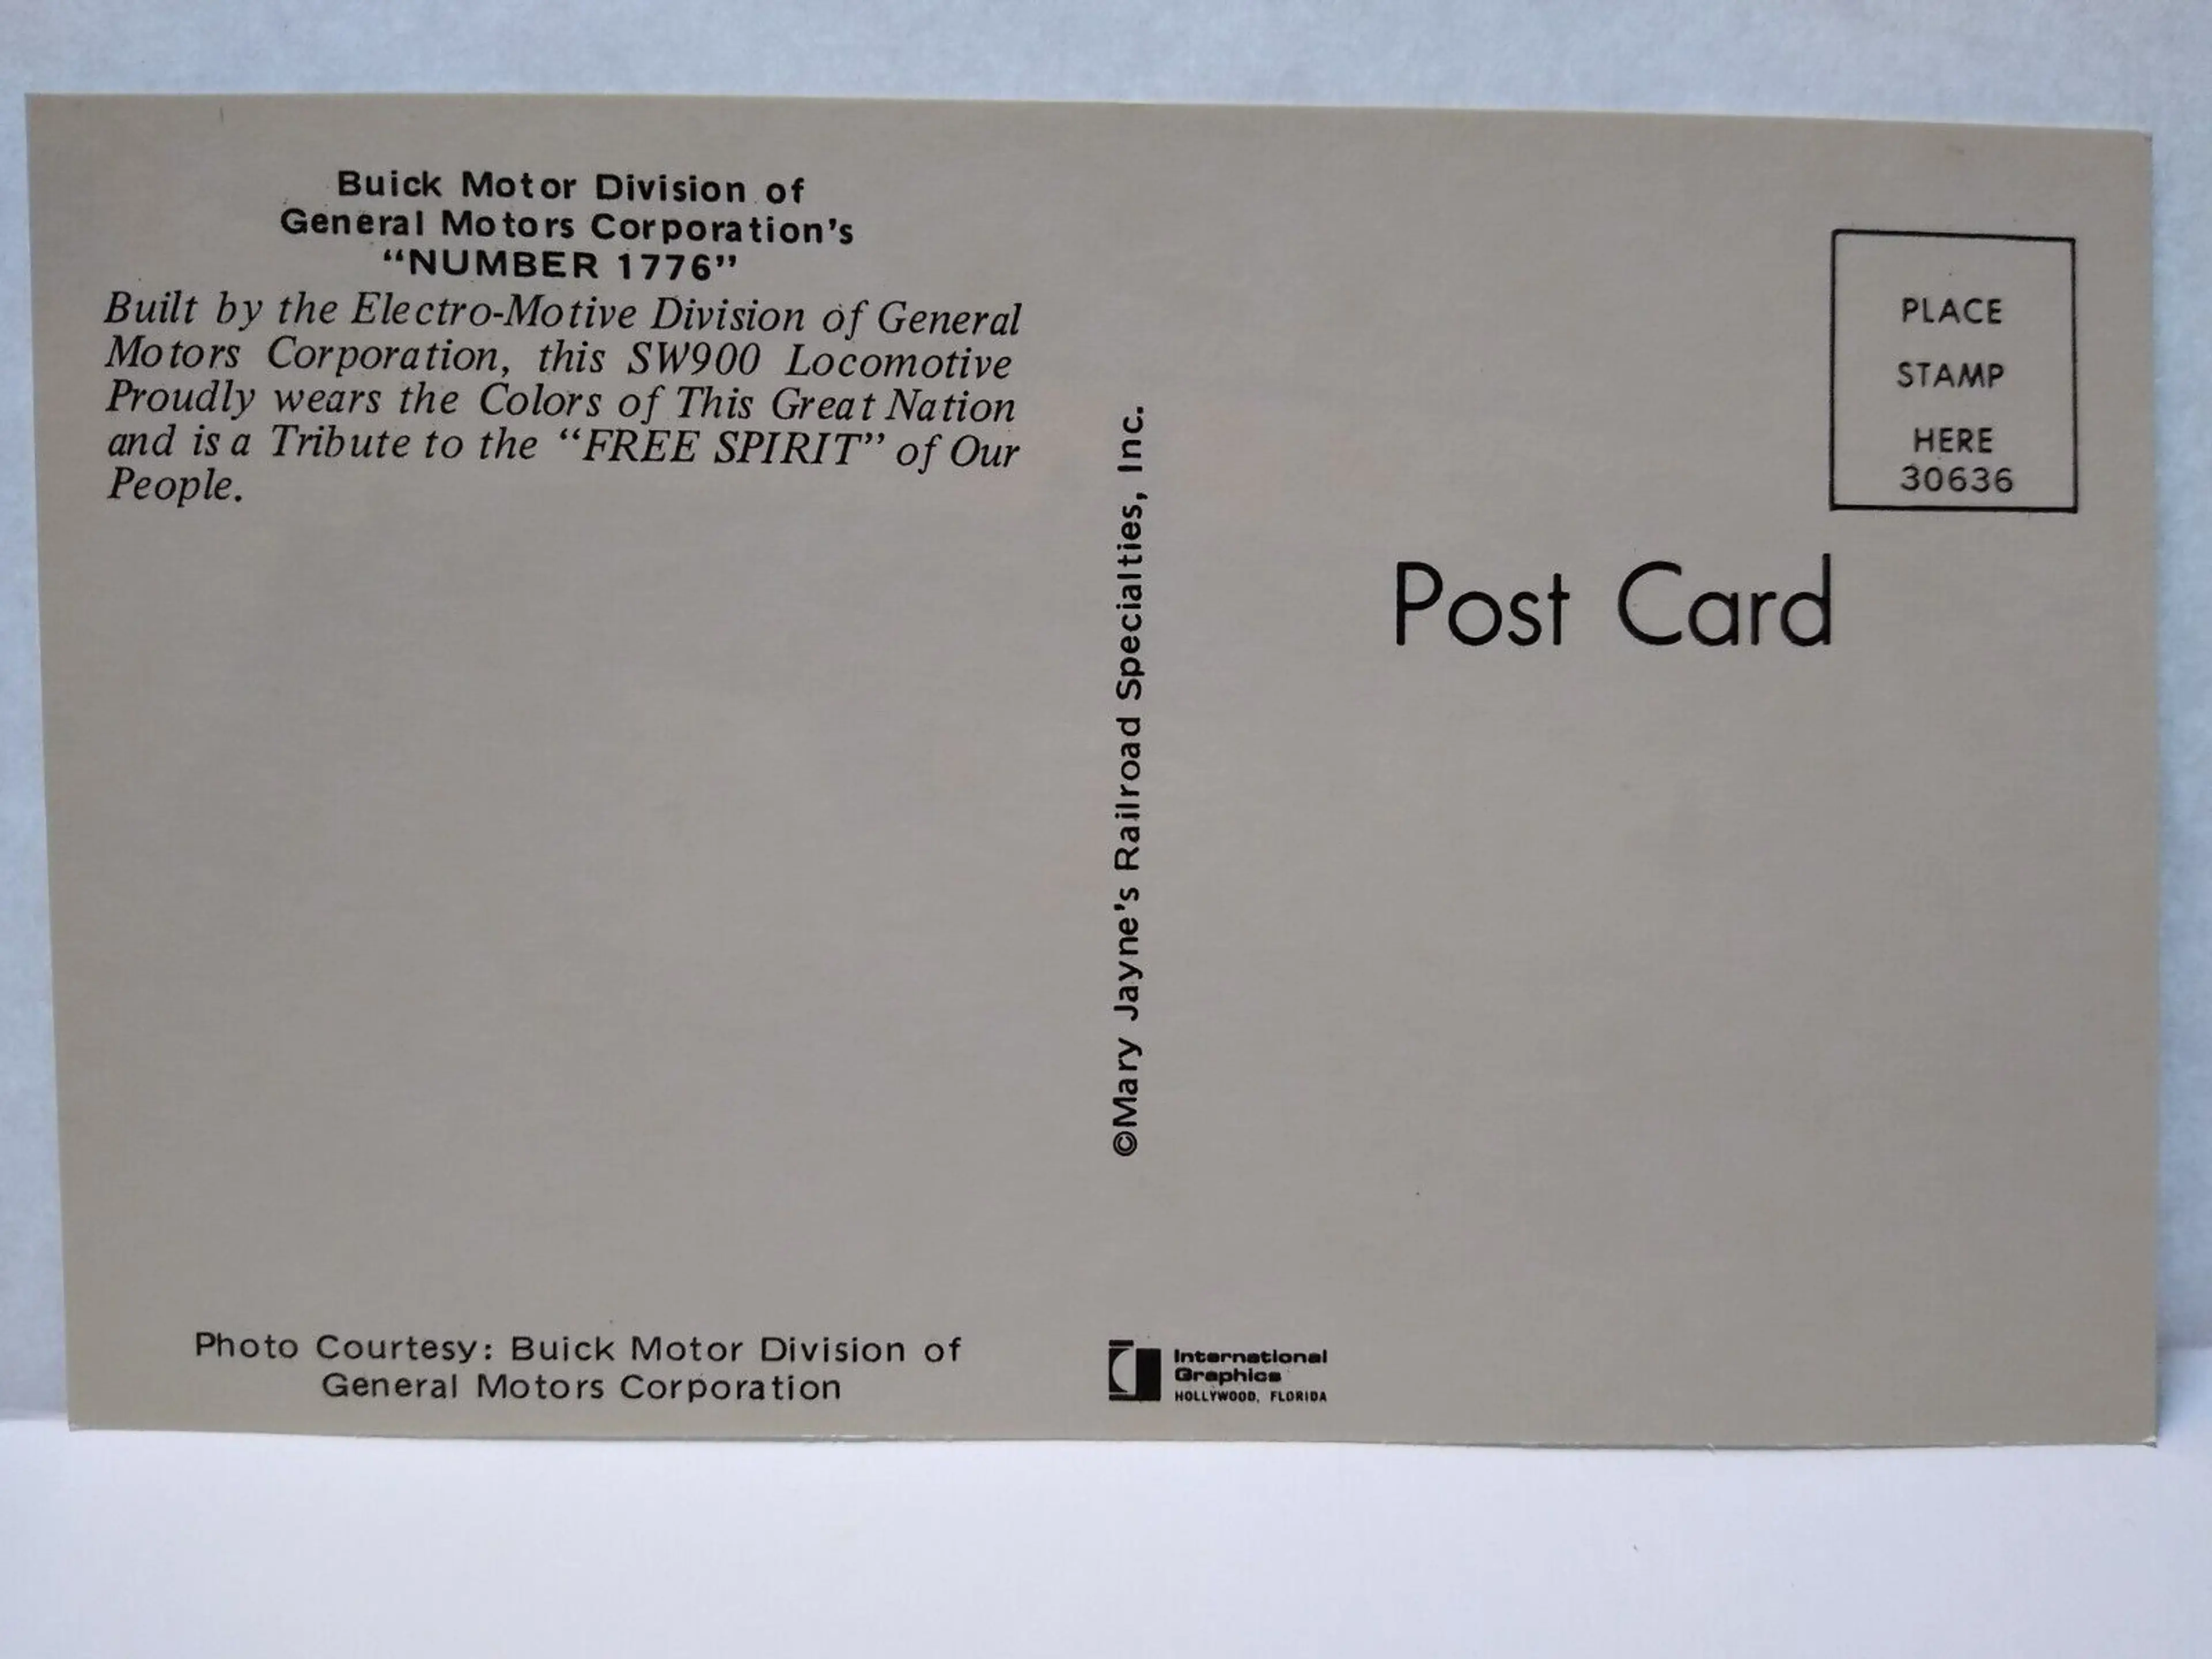 Buick Motor Division of
General Motors Corporation's
“NUMBER 1776”
Built by the Electro-Motive Division of General
Motors Corporation, this SW900 Locomotive
Proudly wears the Colors of This Great Nation
and is a Tribute to the “FREE SPIRIT” of Our
People.
Photo Courtesy: Buick Motor Division of
General Motors Corporation
©Mary Jayne's Railroad Specialties, Inc.
International
Graphics
HOLLYWOOD, FLORIDA
PLACE
STAMP
HERE
30636
Post Card